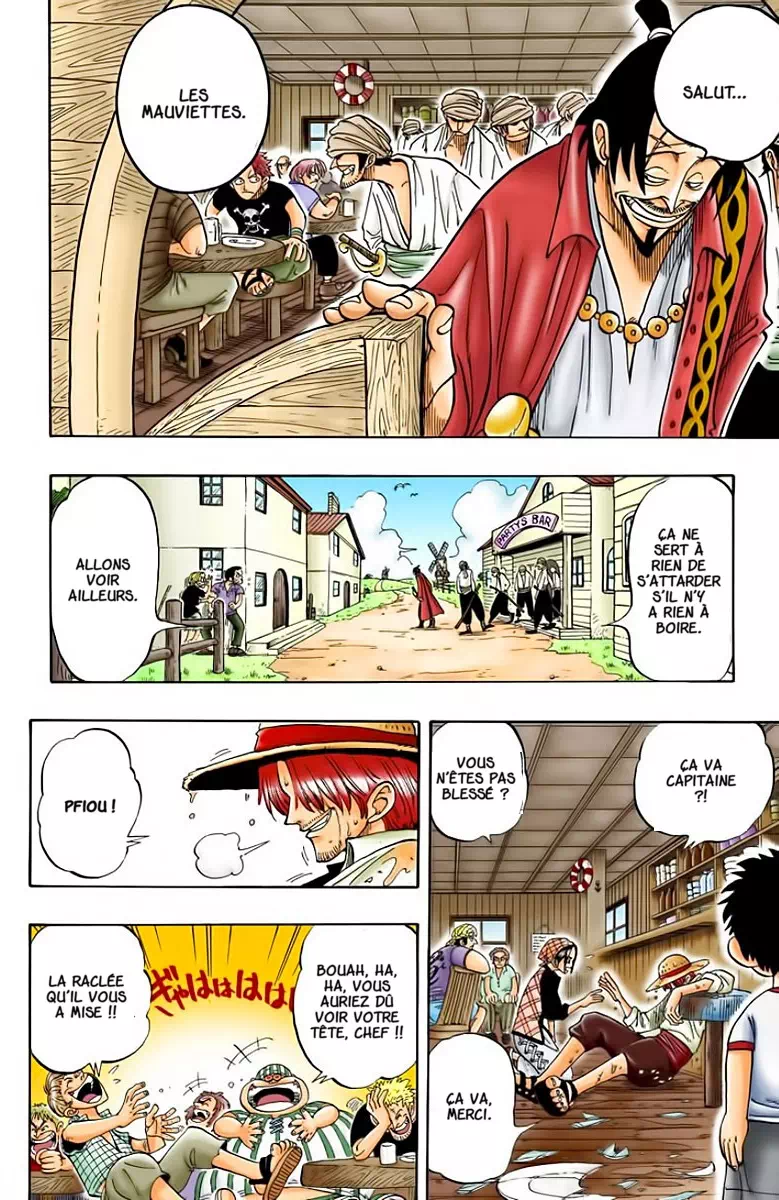 SALUT...
LES
MAUVIETTES.
ÇA NE
SERT À
RIEN DE
S'ATTARDER
S'IL N'Y
A RIEN À
BOIRE.
PARTYS BAR
ALLONS
VOIR
AILLEURS.
ÇA VA
CAPITAINE
?!
VOUS
N'ÊTES PAS
BLESSÉ ?
ÇA VA,
MERCI.
PFIOU !
BOUAH, HA,
HA, VOUS
AURIEZ DÛ
VOIR VOTRE
TÊTE, CHEF !!
ぎゃはははは
LA RACLÉE
QU'IL VOUS
A MISE !!